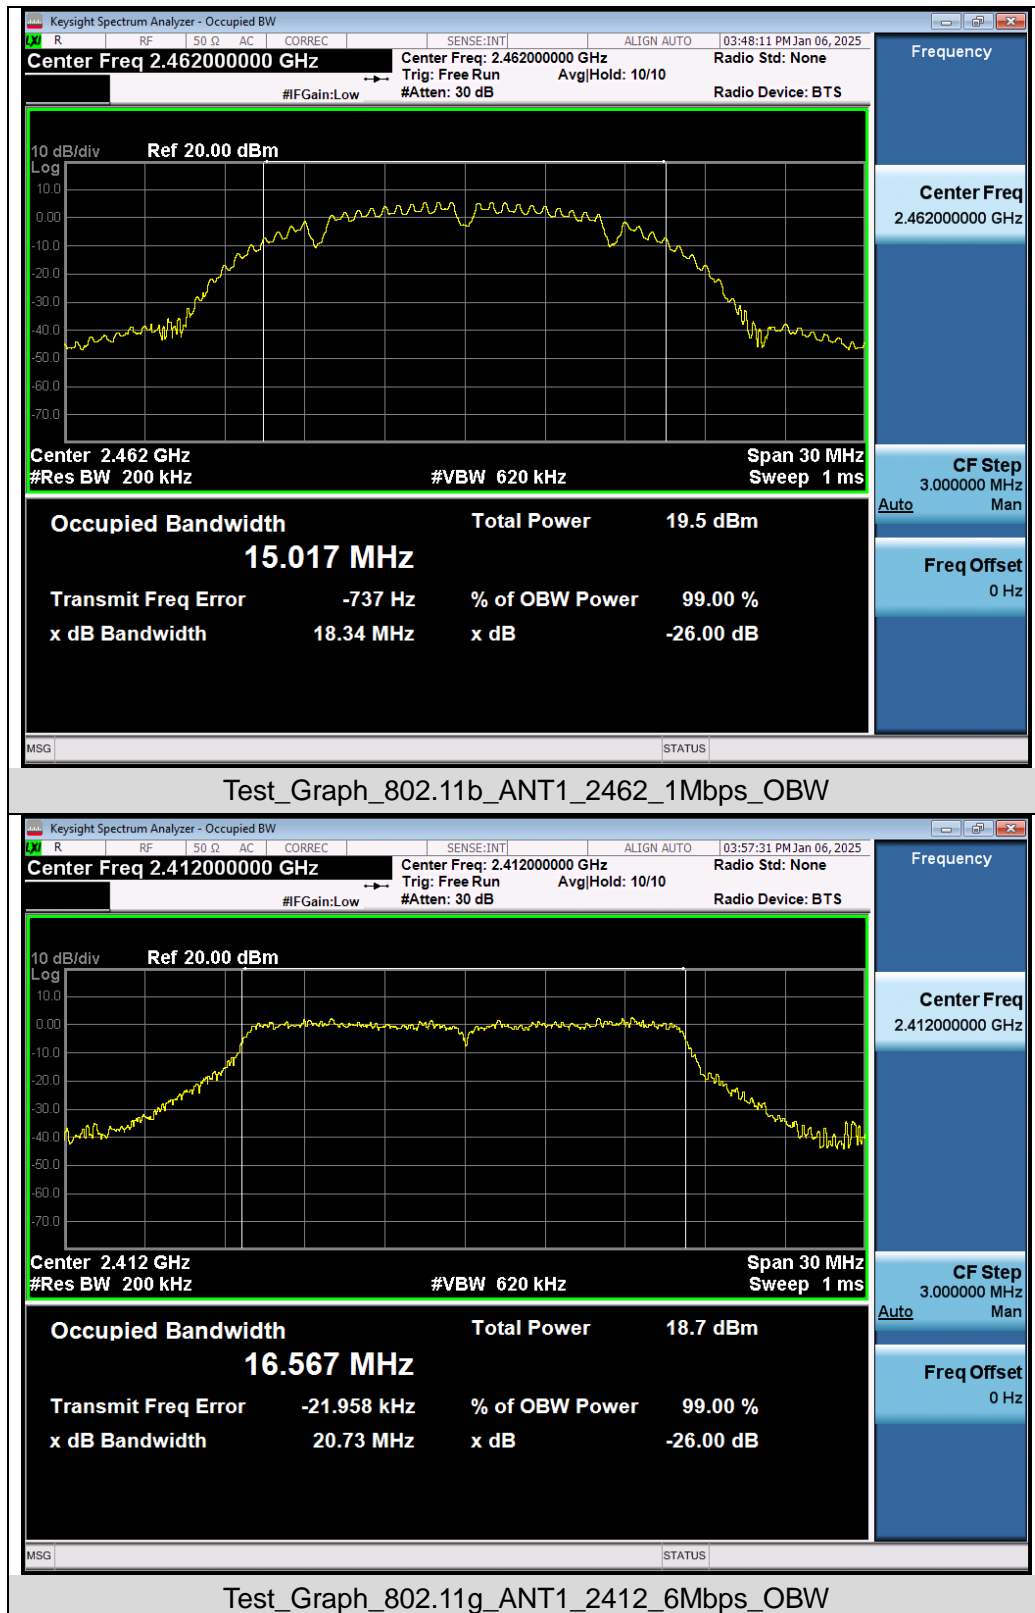 Keysight Spectrum Analyzer - Occupied BW
LXI R RF 50 Ω AC CORREC SENSE:INT ALIGN AUTO 03:48:11 PM Jan 06, 2025
Center Freq 2.462000000 GHz
Center Freq: 2.462000000 GHz
Radio Std: None
Trig: Free Run Avg|Hold: 10/10
#IFGain:Low
#Atten: 30 dB
Radio Device: BTS
Frequency
10 dB/div Ref 20.00 dBm
Log
10.0
0.00
-10.0
-20.0
-30.0
-40.0
-50.0
-60.0
-70.0
Center 2.462 GHz Span 30 MHz
#Res BW 200 kHz #VBW 620 kHz Sweep 1 ms
Center Freq
2.462000000 GHz
CF Step
3.000000 MHz
Auto Man
Freq Offset
0 Hz
Occupied Bandwidth Total Power 19.5 dBm
15.017 MHz
Transmit Freq Error -737 Hz % of OBW Power 99.00 %
x dB Bandwidth 18.34 MHz x dB -26.00 dB
MSG STATUS
Test_Graph_802.11b_ANT1_2462_1Mbps_OBW
Keysight Spectrum Analyzer - Occupied BW
LXI R RF 50 Ω AC CORREC SENSE:INT ALIGN AUTO 03:57:31 PM Jan 06, 2025
Center Freq 2.412000000 GHz
Center Freq: 2.412000000 GHz
Radio Std: None
Trig: Free Run Avg|Hold: 10/10
#IFGain:Low
#Atten: 30 dB
Radio Device: BTS
Frequency
10 dB/div Ref 20.00 dBm
Log
10.0
0.00
-10.0
-20.0
-30.0
-40.0
-50.0
-60.0
-70.0
Center 2.412 GHz Span 30 MHz
#Res BW 200 kHz #VBW 620 kHz Sweep 1 ms
Center Freq
2.412000000 GHz
CF Step
3.000000 MHz
Auto Man
Freq Offset
0 Hz
Occupied Bandwidth Total Power 18.7 dBm
16.567 MHz
Transmit Freq Error -21.958 kHz % of OBW Power 99.00 %
x dB Bandwidth 20.73 MHz x dB -26.00 dB
MSG STATUS
Test_Graph_802.11g_ANT1_2412_6Mbps_OBW